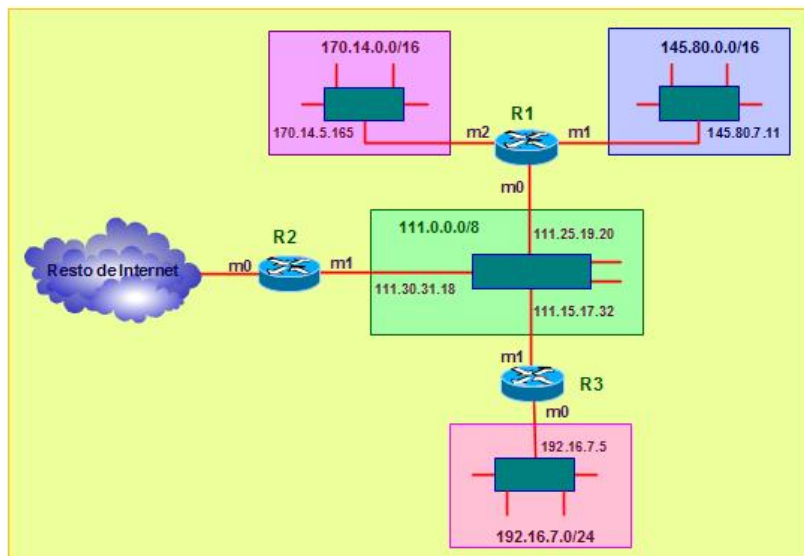 170.14.0.0/16
145.80.0.0/16
170.14.5.165
m2
R1
m1
145.80.7.11
m0
111.0.0.0/8
111.25.19.20
R2
Resto de Internet
m0
m1
111.30.31.18
111.15.17.32
m1
R3
m0
192.16.7.5
192.16.7.0/24